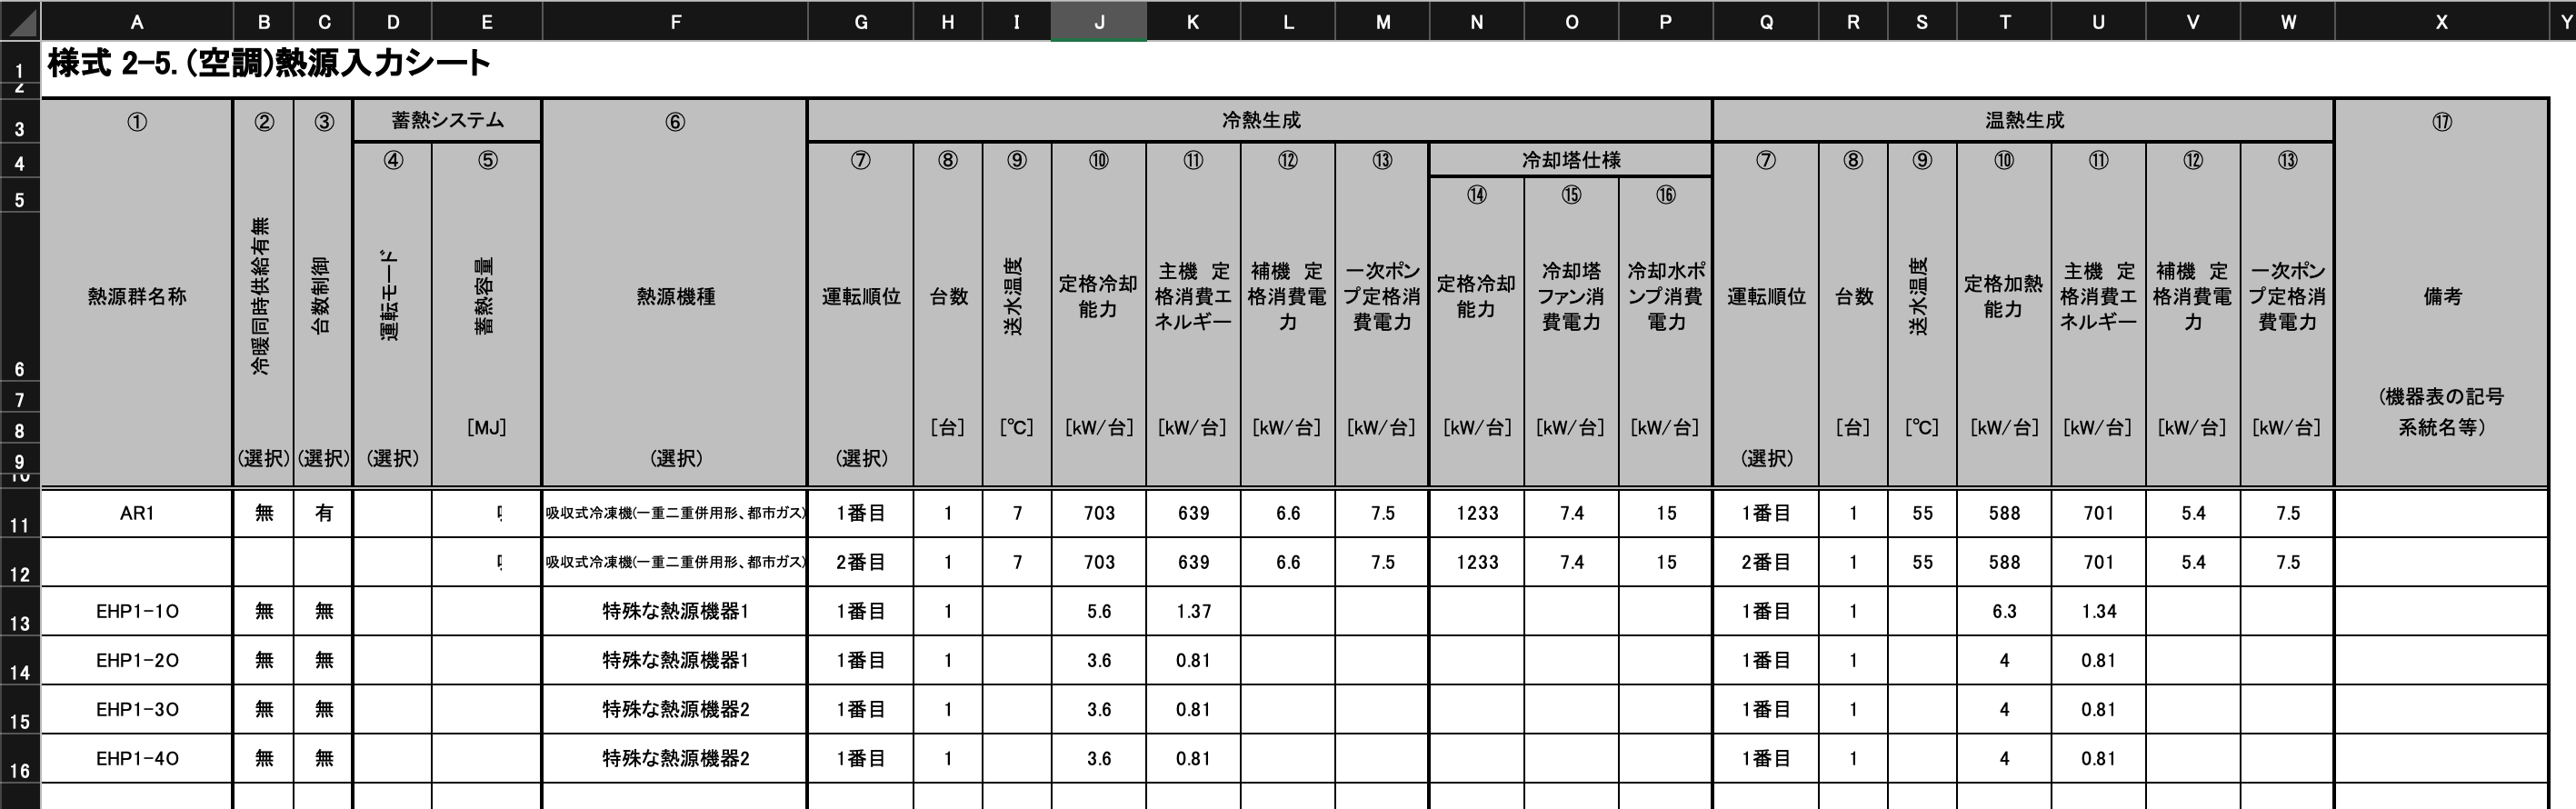 A B C D E F G H I J K L M N O P Q R S T U V W X Y
1 様式 2-5.(空調)熱源入力シート
2
3 ① ② ③ 蓄熱システム ⑥ 冷熱生成 温熱生成 ⑰
4 ④ ⑤ ⑦ ⑧ ⑨ ⑩ ⑪ ⑫ ⑬ 冷却塔仕様 ⑦ ⑧ ⑨ ⑩ ⑪ ⑫ ⑬
5 ⑭ ⑮ ⑯
6 熱源群名称 冷暖同時供給有無 台数制御 運転モード 蓄熱容量 熱源機種 運転順位 台数 送水温度 定格冷却能力 主機 定格消費エネルギー 補機 定格消費電力 一次ポンプ定格消費電力 定格冷却能力 冷却塔ファン消費電力 冷却水ポンプ消費電力 運転順位 台数 送水温度 定格加熱能力 主機 定格消費エネルギー 補機 定格消費電力 一次ポンプ定格消費電力 備考
7 (機器表の記号
8 [MJ] [台] [℃] [kW/台] [kW/台] [kW/台] [kW/台] [kW/台] [kW/台] [kW/台] [台] [℃] [kW/台] [kW/台] [kW/台] [kW/台] 系統名等)
9 (選択) (選択) (選択) (選択) (選択) (選択)
10
11 AR1 無 有 吸収式冷凍機(一重二重併用形、都市ガス) 1番目 1 7 703 639 6.6 7.5 1233 7.4 15 1番目 1 55 588 701 5.4 7.5
12 吸収式冷凍機(一重二重併用形、都市ガス) 2番目 1 7 703 639 6.6 7.5 1233 7.4 15 2番目 1 55 588 701 5.4 7.5
13 EHP1-1O 無 無 特殊な熱源機器1 1番目 1 5.6 1.37 1番目 1 6.3 1.34
14 EHP1-2O 無 無 特殊な熱源機器1 1番目 1 3.6 0.81 1番目 1 4 0.81
15 EHP1-3O 無 無 特殊な熱源機器2 1番目 1 3.6 0.81 1番目 1 4 0.81
16 EHP1-4O 無 無 特殊な熱源機器2 1番目 1 3.6 0.81 1番目 1 4 0.81